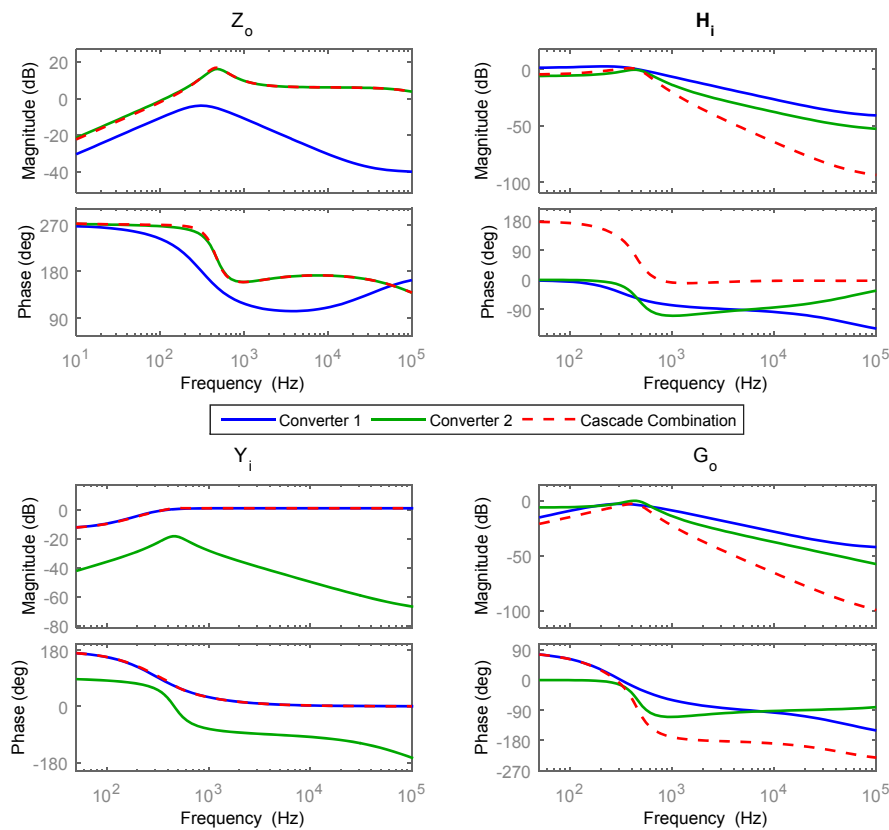 Z_o
H_i
Magnitude (dB)
20
0
-20
-40
Magnitude (dB)
0
-50
-100
Phase (deg)
270
180
90
Phase (deg)
180
90
0
-90
10^1 10^2 10^3 10^4 10^5
Frequency (Hz)
10^2 10^3 10^4 10^5
Frequency (Hz)
Converter 1 Converter 2 Cascade Combination
Y_i
G_o
Magnitude (dB)
0
-20
-40
-60
-80
Magnitude (dB)
0
-50
-100
Phase (deg)
180
0
-180
Phase (deg)
90
0
-90
-180
-270
10^2 10^3 10^4 10^5
Frequency (Hz)
10^2 10^3 10^4 10^5
Frequency (Hz)